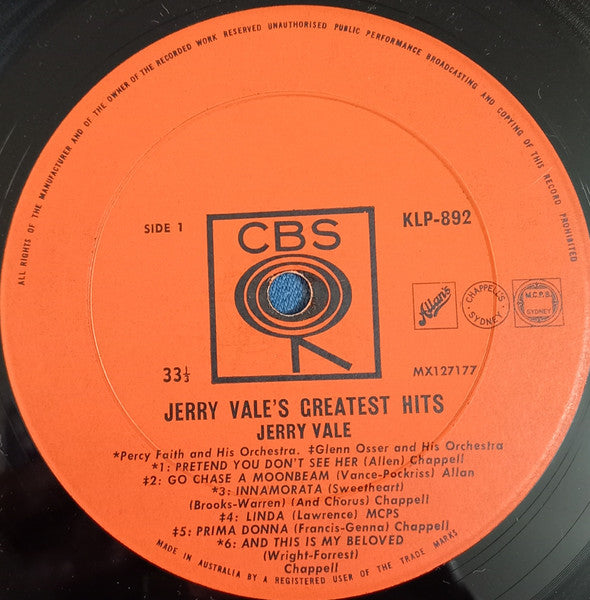 ALL RIGHTS OF THE MANUFACTURER AND OF THE OWNER OF THE RECORDED WORK RESERVED UNAUTHORISED PUBLIC PERFORMANCE BROADCASTING AND COPYING OF THIS RECORD PROHIBITED
SIDE 1
CBS
KLP-892
Allan's
CHAPPELL'S
SYDNEY
M.C.P.S.
SYDNEY
33⅓
MX127177
JERRY VALE'S GREATEST HITS
JERRY VALE
*Percy Faith and His Orchestra. ‡Glenn Osser and His Orchestra
*1: PRETEND YOU DON'T SEE HER (Allen) Chappell
‡2: GO CHASE A MOONBEAM (Vance-Pockriss) Allan
*3: INNAMORATA (Sweetheart)
(Brooks-Warren) (And Chorus) Chappell
‡4: LINDA (Lawrence) MCPS
‡5: PRIMA DONNA (Francis-Genna) Chappell
*6: AND THIS IS MY BELOVED
(Wright-Forrest)
Chappell
MADE IN AUSTRALIA BY A REGISTERED USER OF THE TRADE MARKS